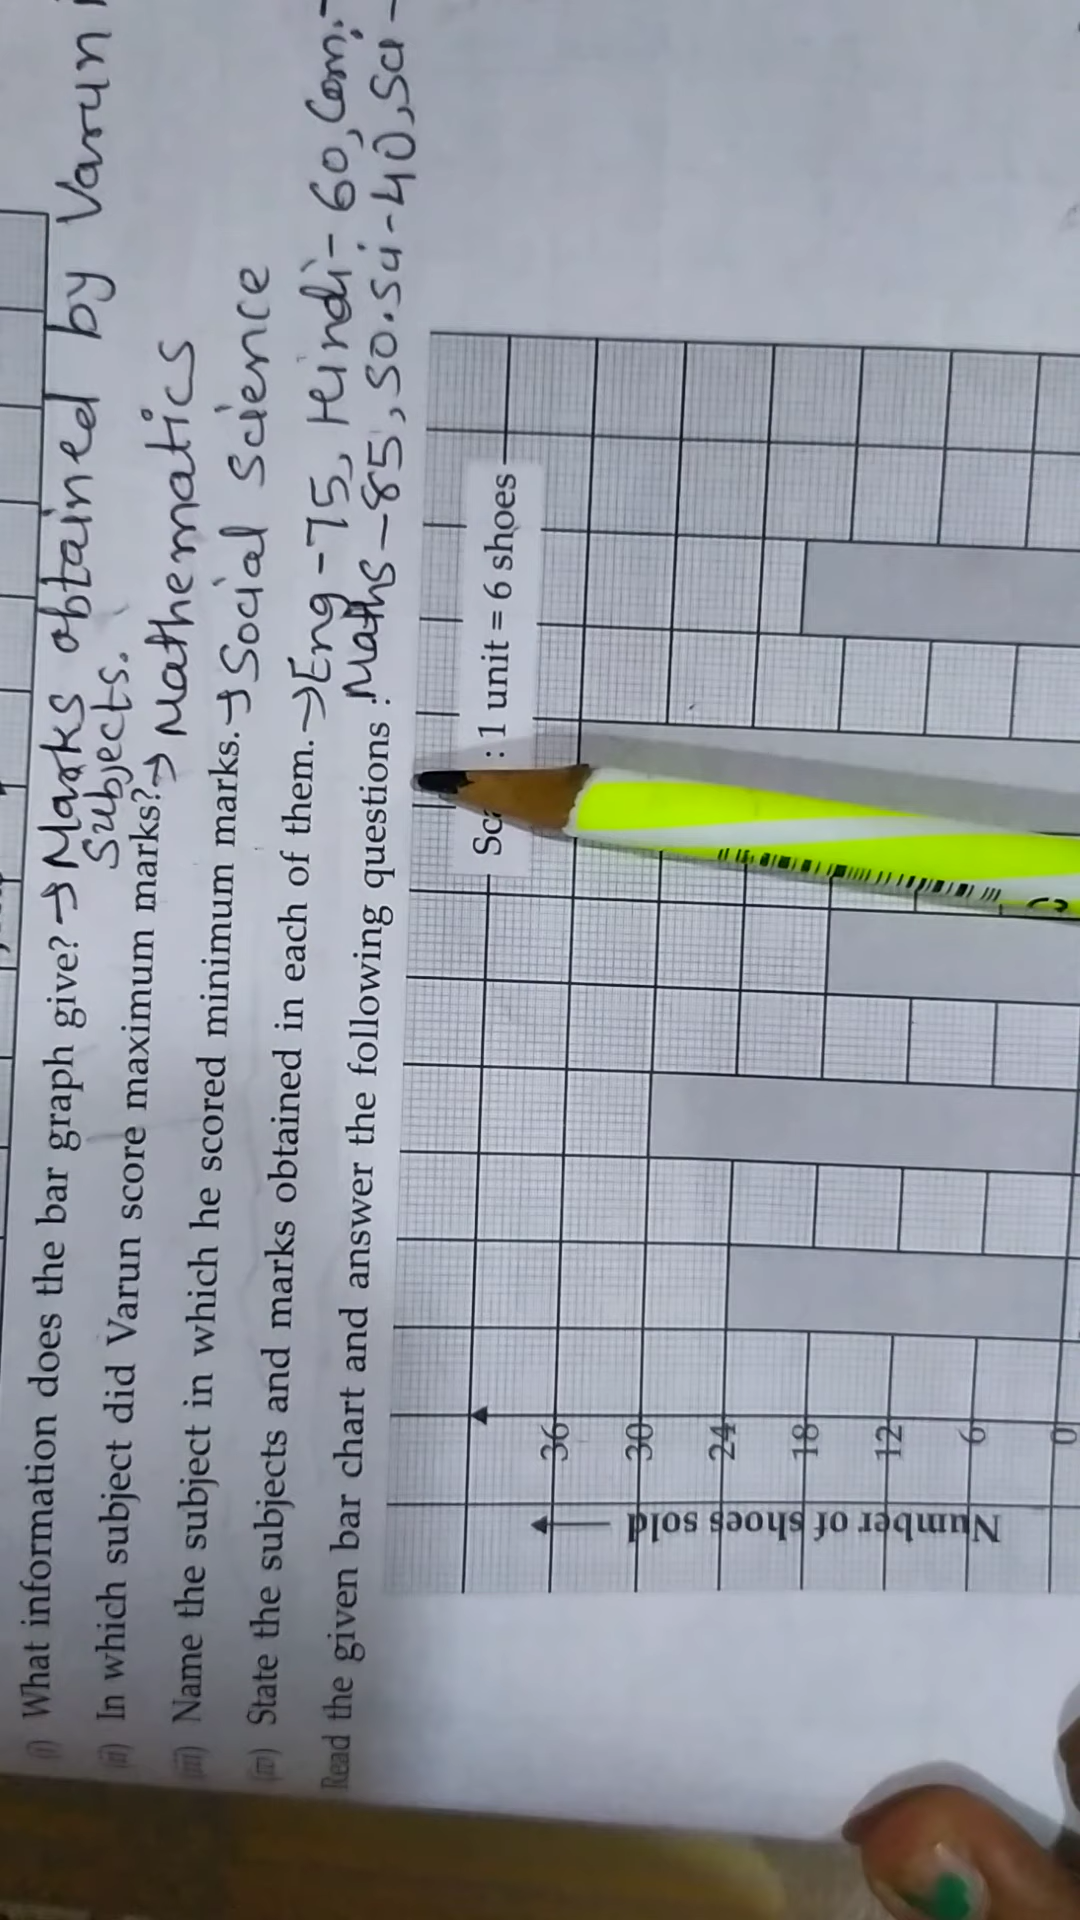 (i) What information does the bar graph give? → Marks obtained by Varun
subjects.
(ii) In which subject did Varun score maximum marks? → Mathematics
(iii) Name the subject in which he scored minimum marks. → Social Science
(iv) State the subjects and marks obtained in each of them. → Eng - 75, Hindi - 60, Com. -
Maths - 85, SO. Sci - 40, Sci -
Read the given bar chart and answer the following questions :
: 1 unit = 6 shoes
Number of shoes sold
36
30
24
18
12
6
0